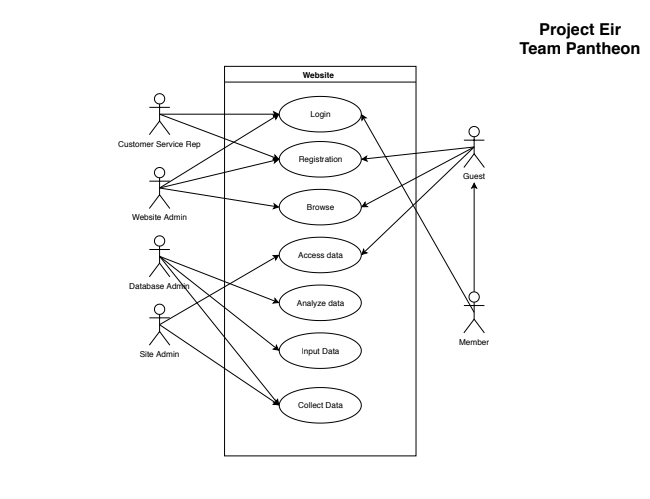 Project Eir
Team Pantheon
Website
Login
Customer Service Rep
Registration
Guest
Website Admin
Browse
Access data
Database Admin
Analyze data
Input Data
Site Admin
Member
Collect Data